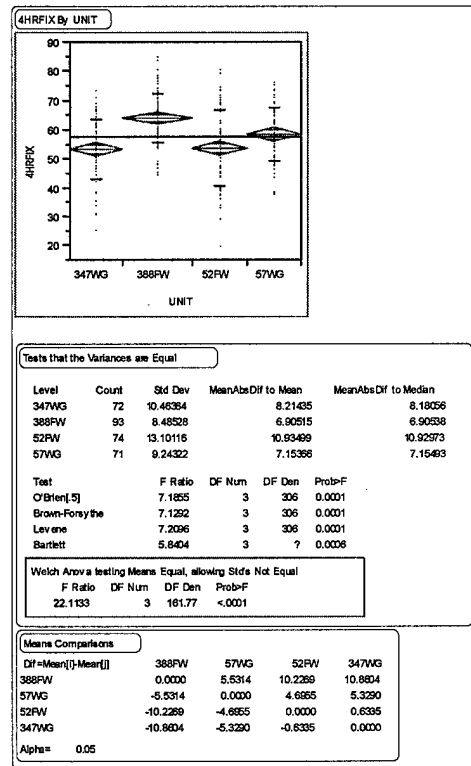 4HRFIX By UNIT
90
80
70
60
50
40
30
20
4HRFIX
347WG 388FW 52FW 57WG
UNIT
Tests that the Variances are Equal
Level Count Std Dev MeanAbsDif to Mean MeanAbsDif to Median
347WG 72 10.46364 8.21435 8.18056
388FW 93 8.48528 6.90515 6.90538
52FW 74 13.10116 10.93499 10.92973
57WG 71 9.24322 7.15366 7.15493
Test F Ratio DF Num DF Den Prob>F
O'Brien[.5] 7.1855 3 306 0.0001
Brown-Forsythe 7.1292 3 306 0.0001
Levene 7.2096 3 306 0.0001
Bartlett 5.8404 3 ? 0.0006
Welch Anova testing Means Equal, allowing Std's Not Equal
F Ratio DF Num DF Den Prob>F
22.1133 3 161.77 <.0001
Means Comparisons
Dif=Mean[i]-Mean[j] 388FW 57WG 52FW 347WG
388FW 0.0000 5.5314 10.2269 10.8604
57WG -5.5314 0.0000 4.6955 5.3290
52FW -10.2269 -4.6955 0.0000 0.6335
347WG -10.8604 -5.3290 -0.6335 0.0000
Alpha= 0.05